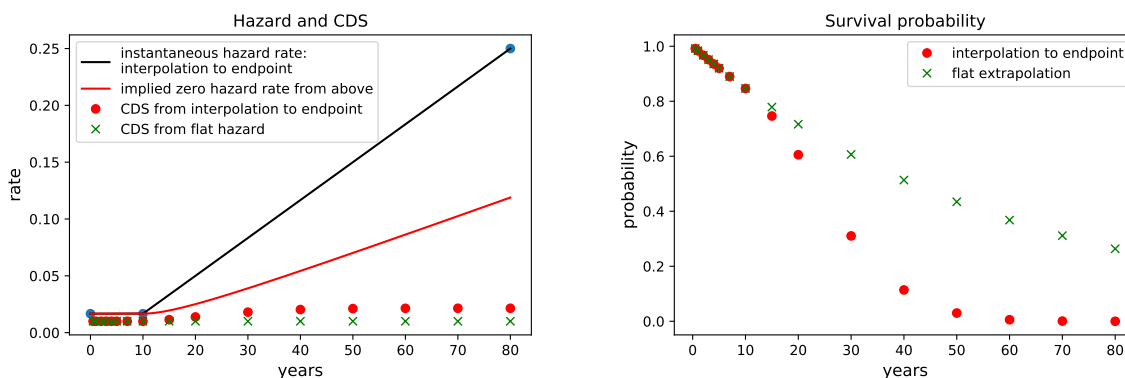 Hazard and CDS
0.25
0.20
0.15
0.10
0.05
0.00
rate
instantaneous hazard rate:
interpolation to endpoint
implied zero hazard rate from above
CDS from interpolation to endpoint
CDS from flat hazard
0 10 20 30 40 50 60 70 80
years
Survival probability
1.0
0.8
0.6
0.4
0.2
0.0
probability
interpolation to endpoint
flat extrapolation
0 10 20 30 40 50 60 70 80
years